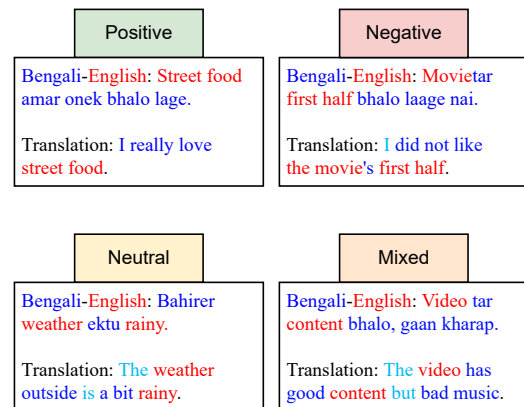 Positive
Bengali-English: Street food
amar onek bhalo lage.
Translation: I really love
street food.
Negative
Bengali-English: Movietar
first half bhalo laage nai.
Translation: I did not like
the movie's first half.
Neutral
Bengali-English: Bahirer
weather ektu rainy.
Translation: The weather
outside is a bit rainy.
Mixed
Bengali-English: Video tar
content bhalo, gaan kharap.
Translation: The video has
good content but bad music.